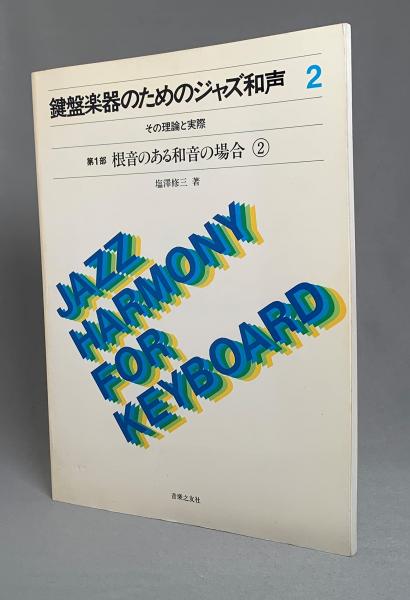 鍵盤楽器のためのジャズ和声 2
その理論と実際
第1部 根音のある和音の場合 ②
塩澤修三 著
JAZZ
HARMONY
FOR
KEYBOARD
音楽之友社